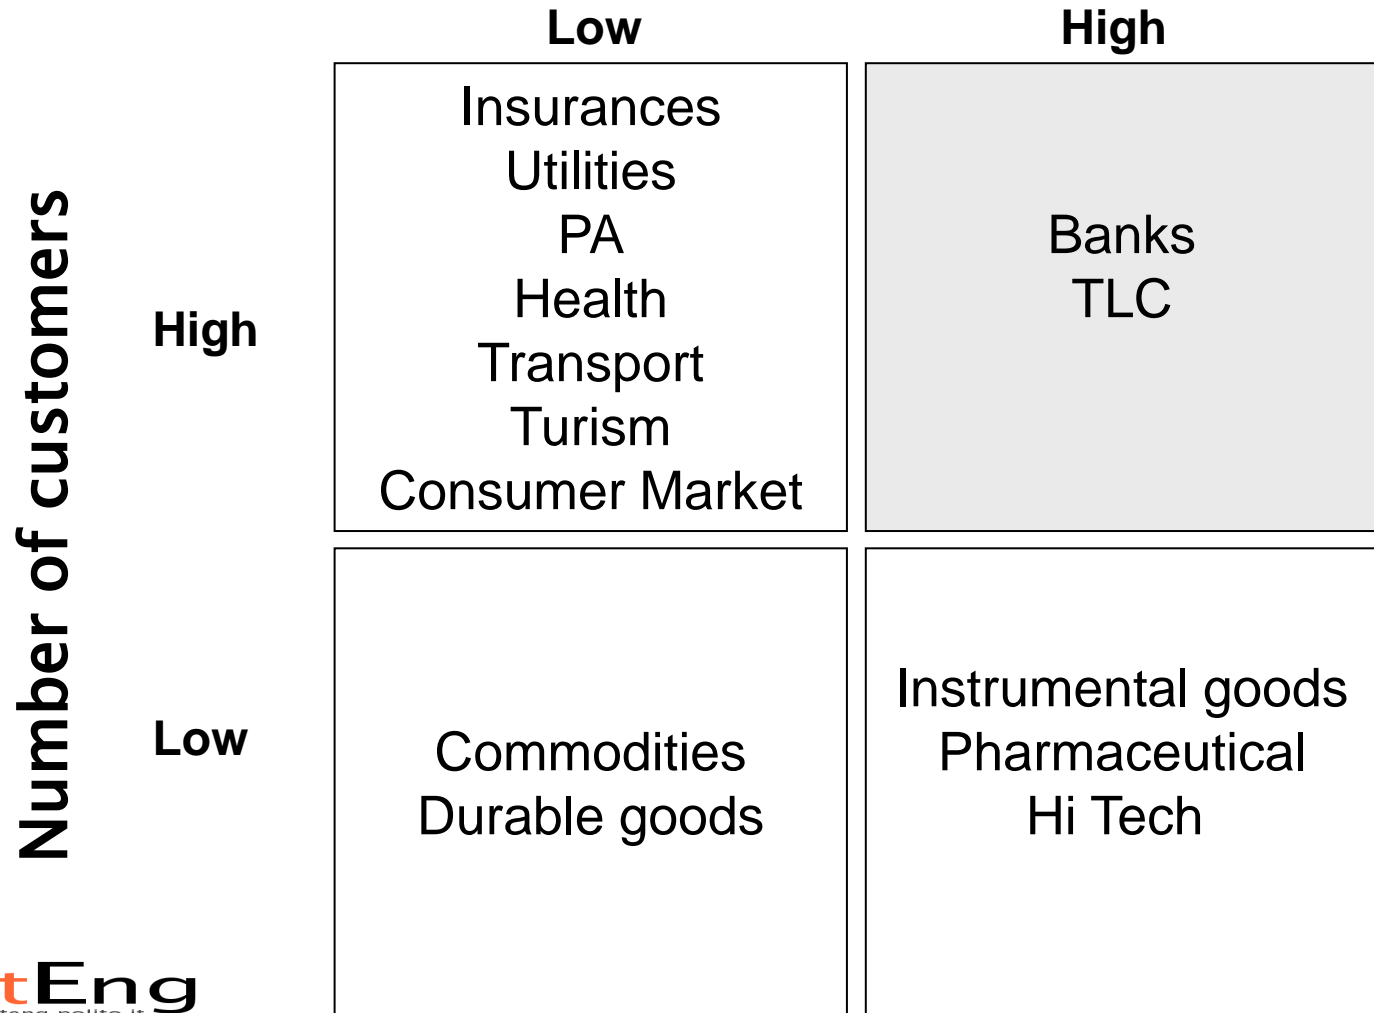 Low
High
Number of customers
High
Insurances
Utilities
PA
Health
Transport
Turism
Consumer Market
Banks
TLC
Low
Commodities
Durable goods
Instrumental goods
Pharmaceutical
Hi Tech
tEng